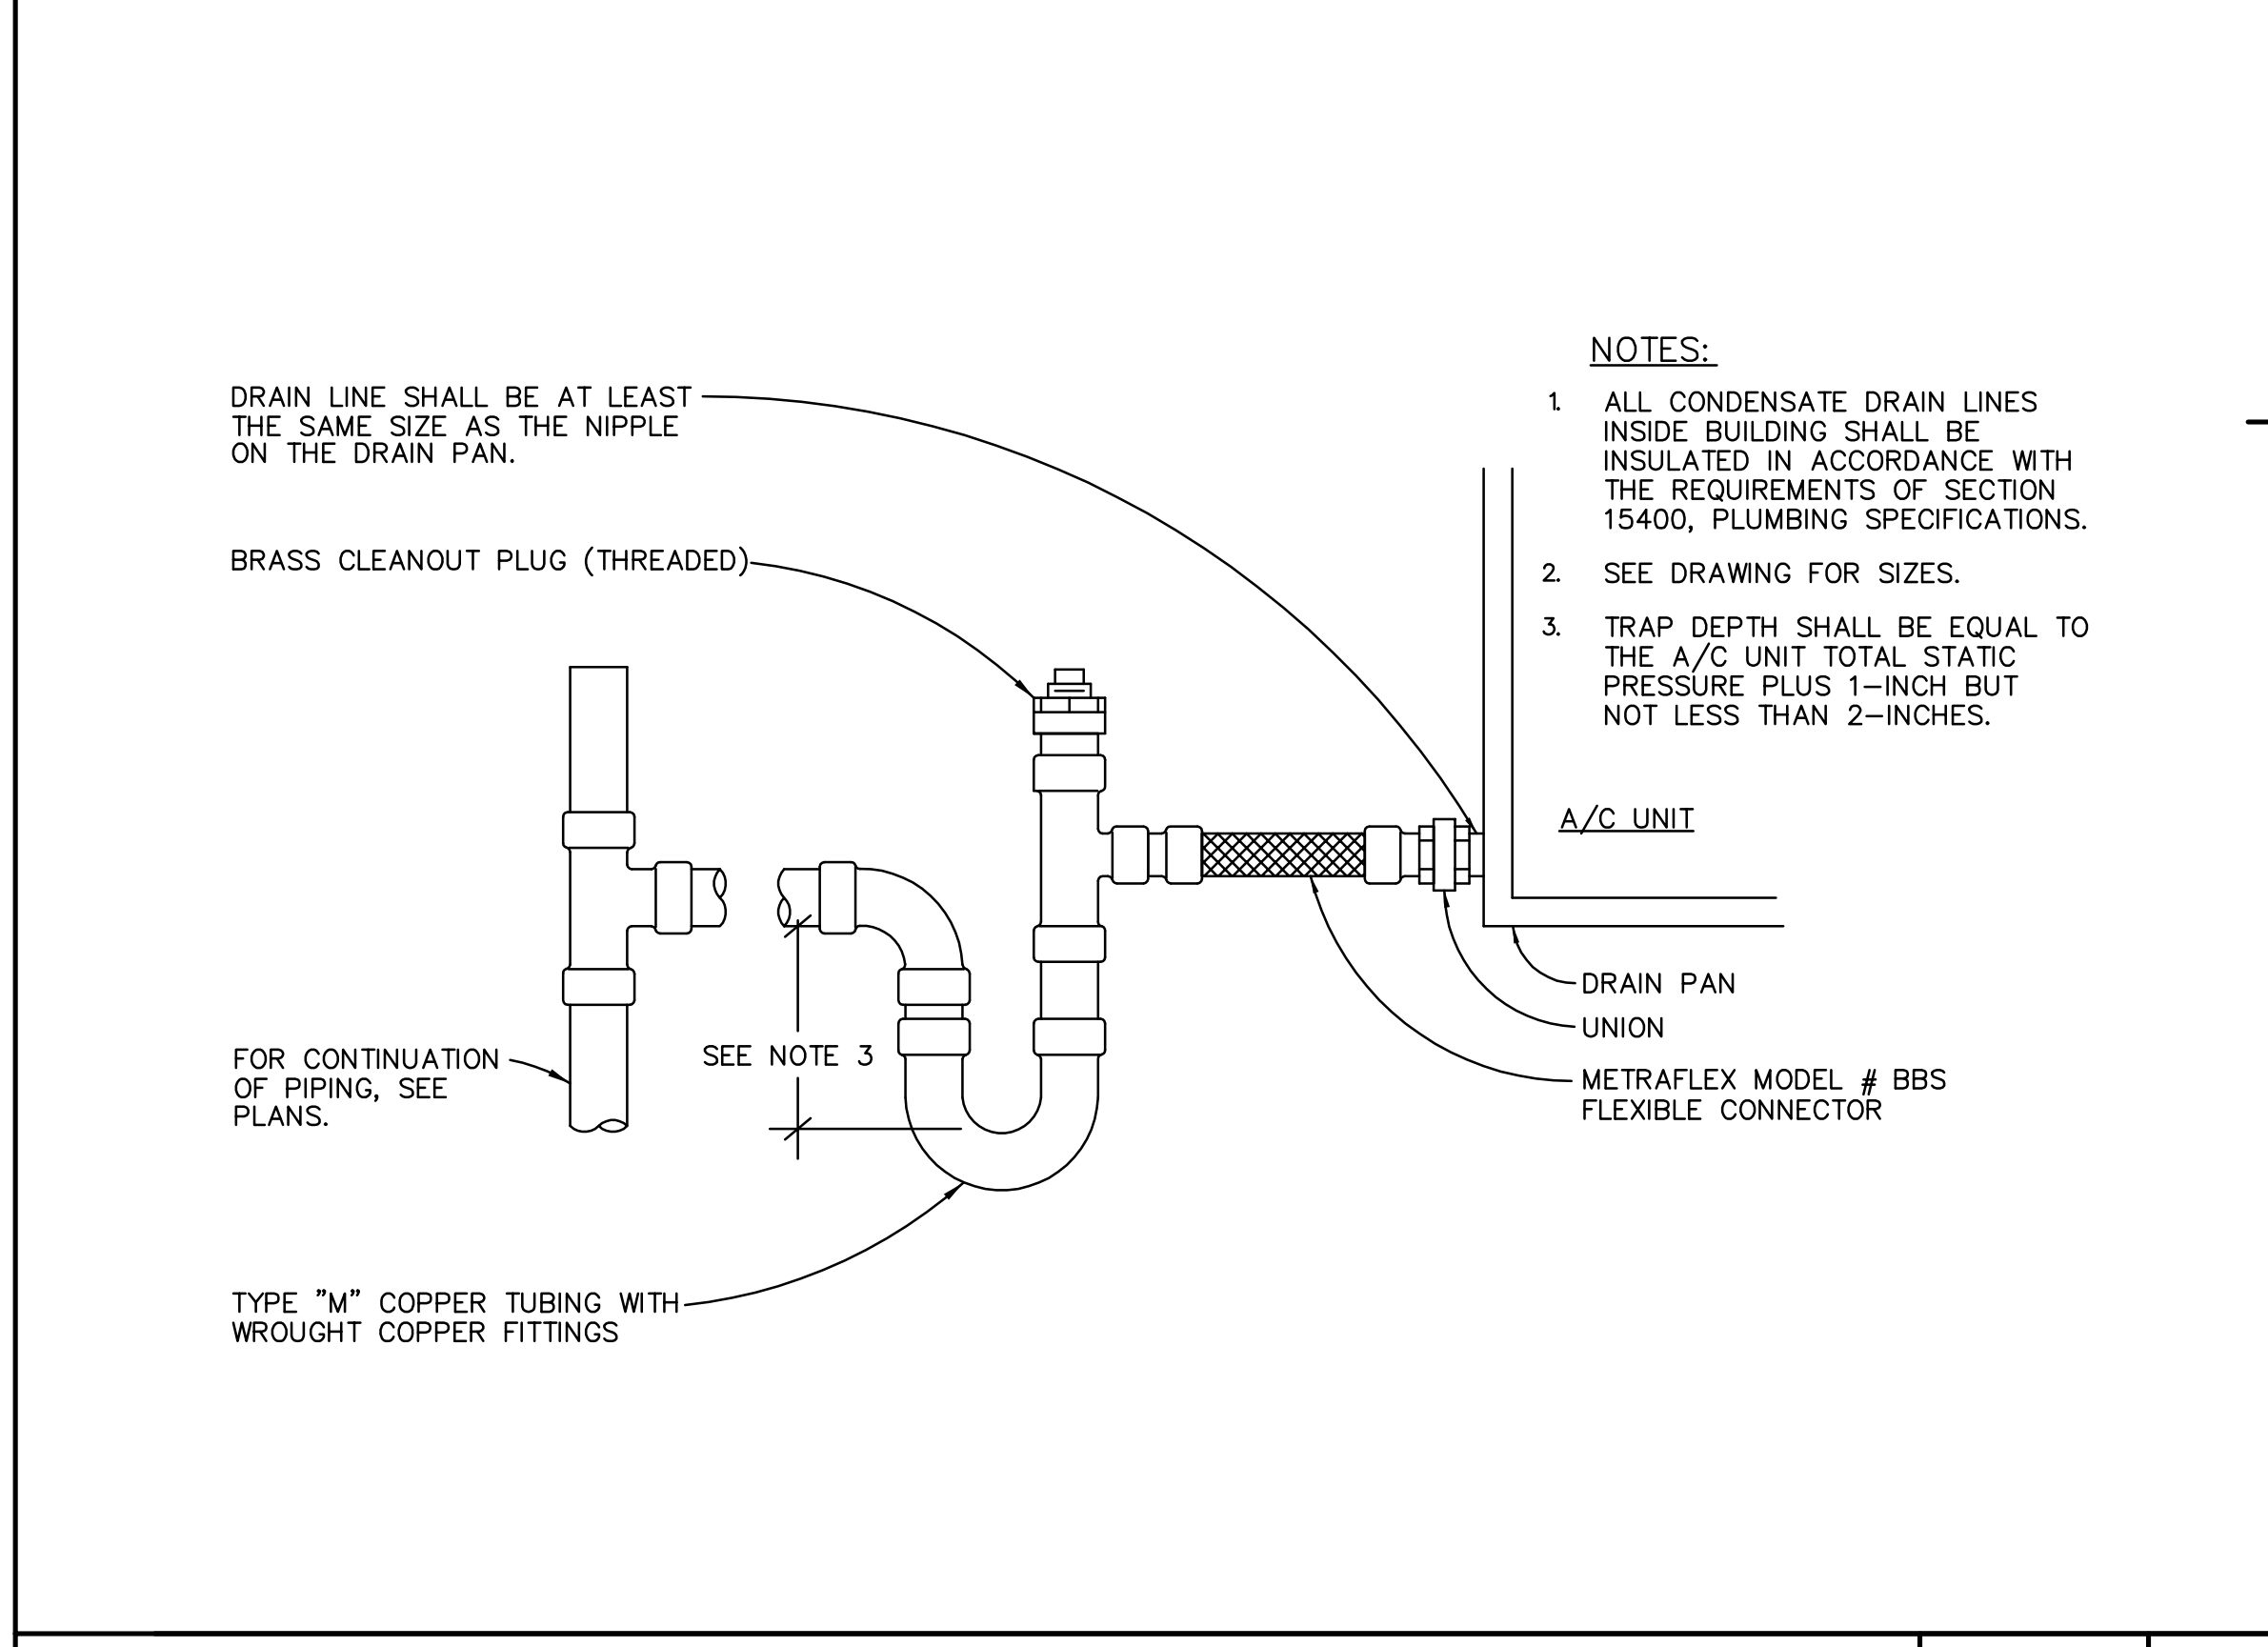 DRAIN LINE SHALL BE AT LEAST
THE SAME SIZE AS THE NIPPLE
ON THE DRAIN PAN.
BRASS CLEANOUT PLUG (THREADED)
NOTES:
1. ALL CONDENSATE DRAIN LINES
INSIDE BUILDING SHALL BE
INSULATED IN ACCORDANCE WITH
THE REQUIREMENTS OF SECTION
15400, PLUMBING SPECIFICATIONS.
2. SEE DRAWING FOR SIZES.
3. TRAP DEPTH SHALL BE EQUAL TO
THE A/C UNIT TOTAL STATIC
PRESSURE PLUS 1-INCH BUT
NOT LESS THAN 2-INCHES.
A/C UNIT
DRAIN PAN
UNION
METRAFLEX MODEL # BBS
FLEXIBLE CONNECTOR
SEE NOTE 3
FOR CONTINUATION
OF PIPING, SEE
PLANS.
TYPE "M" COPPER TUBING WITH
WROUGHT COPPER FITTINGS